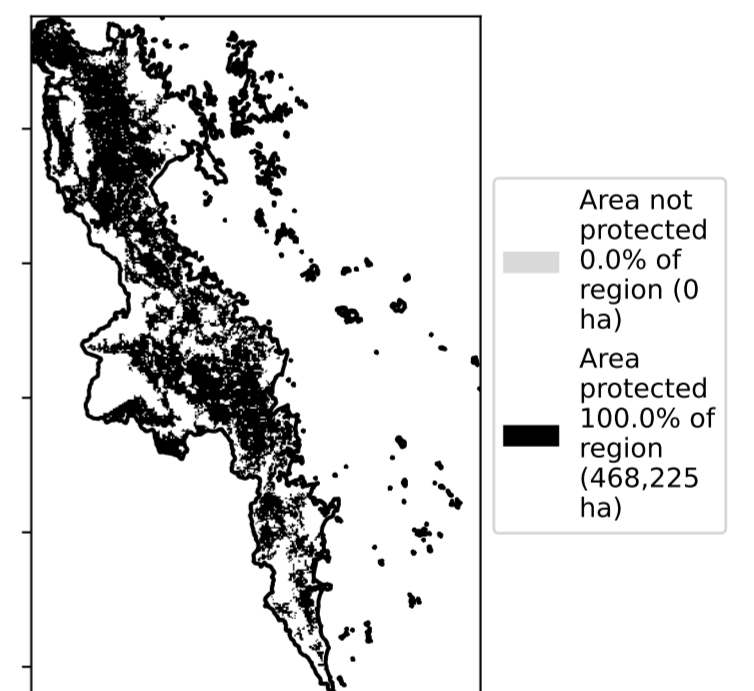 Area not
protected
0.0% of
region (0
ha)
Area
protected
100.0% of
region
(468,225
ha)